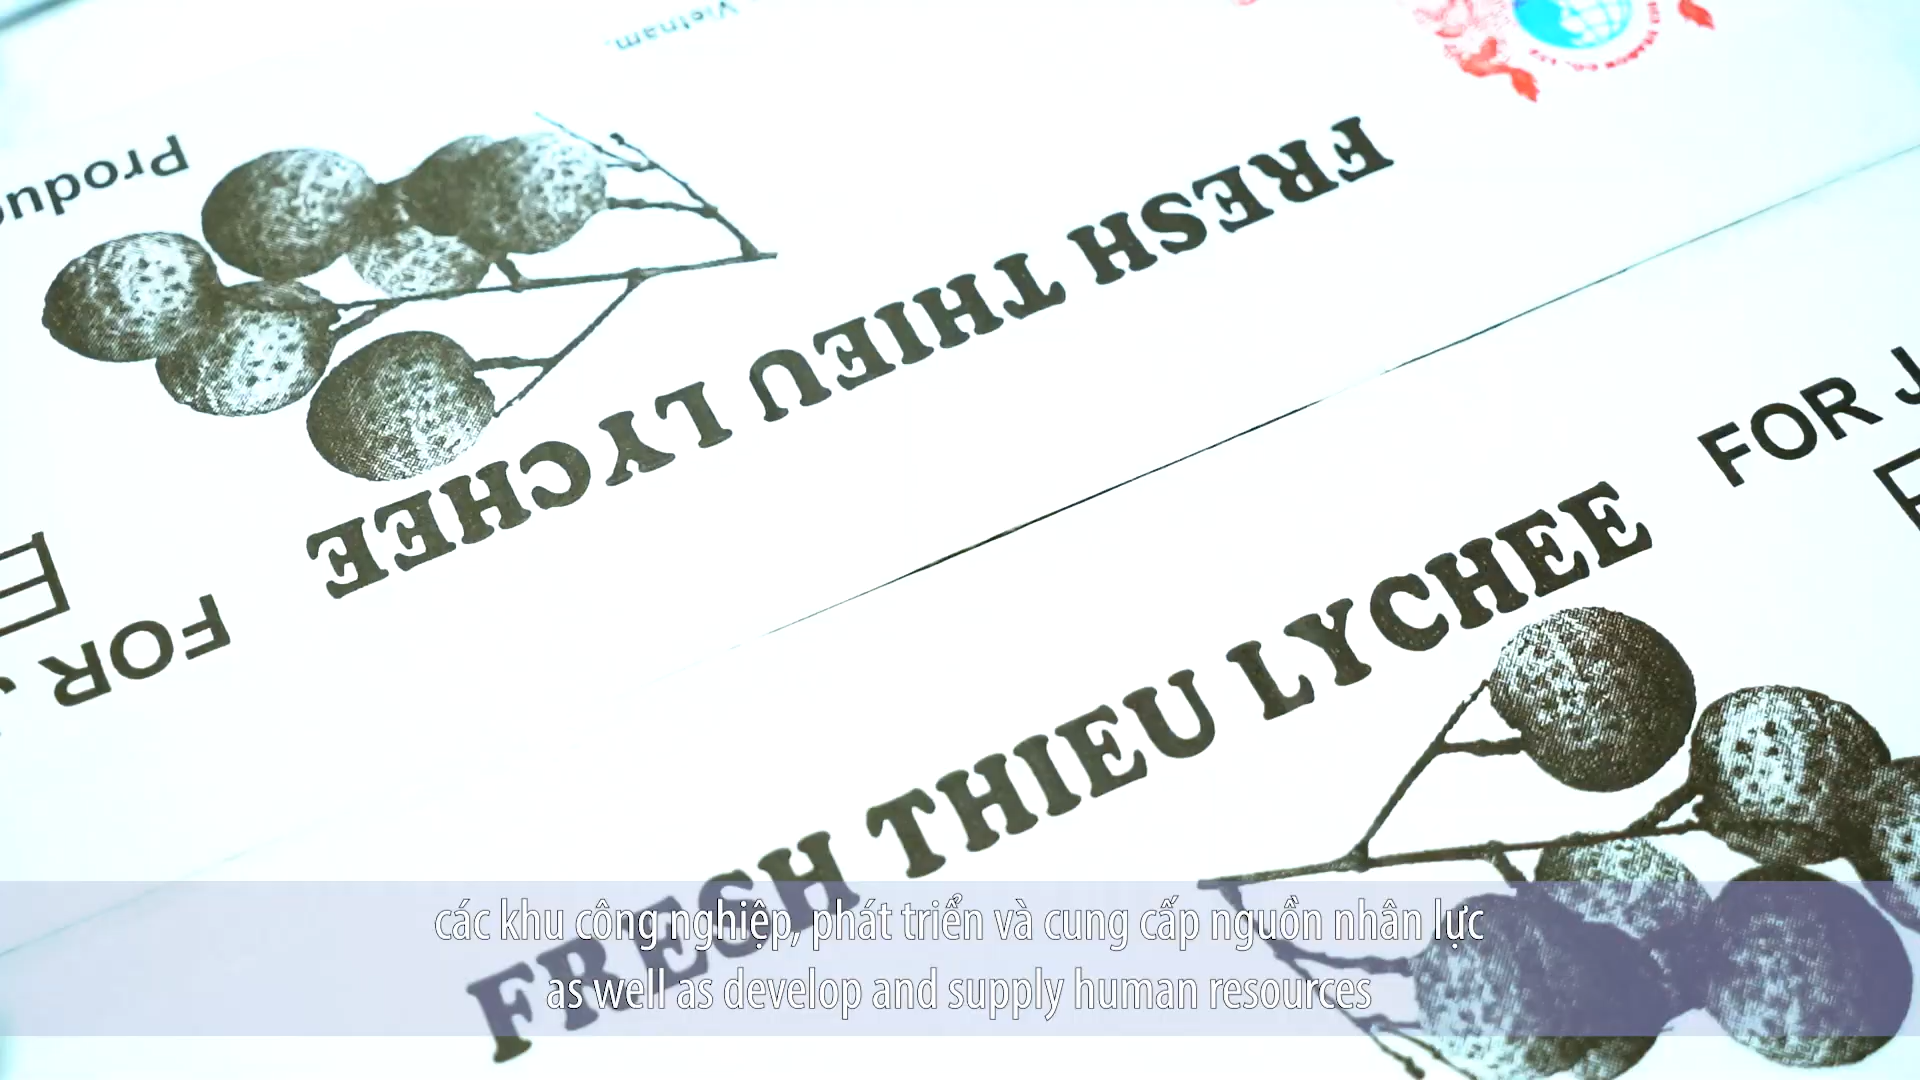 Vietnam.
FRESH THIEU LYCHEE
FOR
FOR
FRESH THIEU LYCHEE
các khu công nghiệp, phát triển và cung cấp nguồn nhân lực
as well as develop and supply human resources